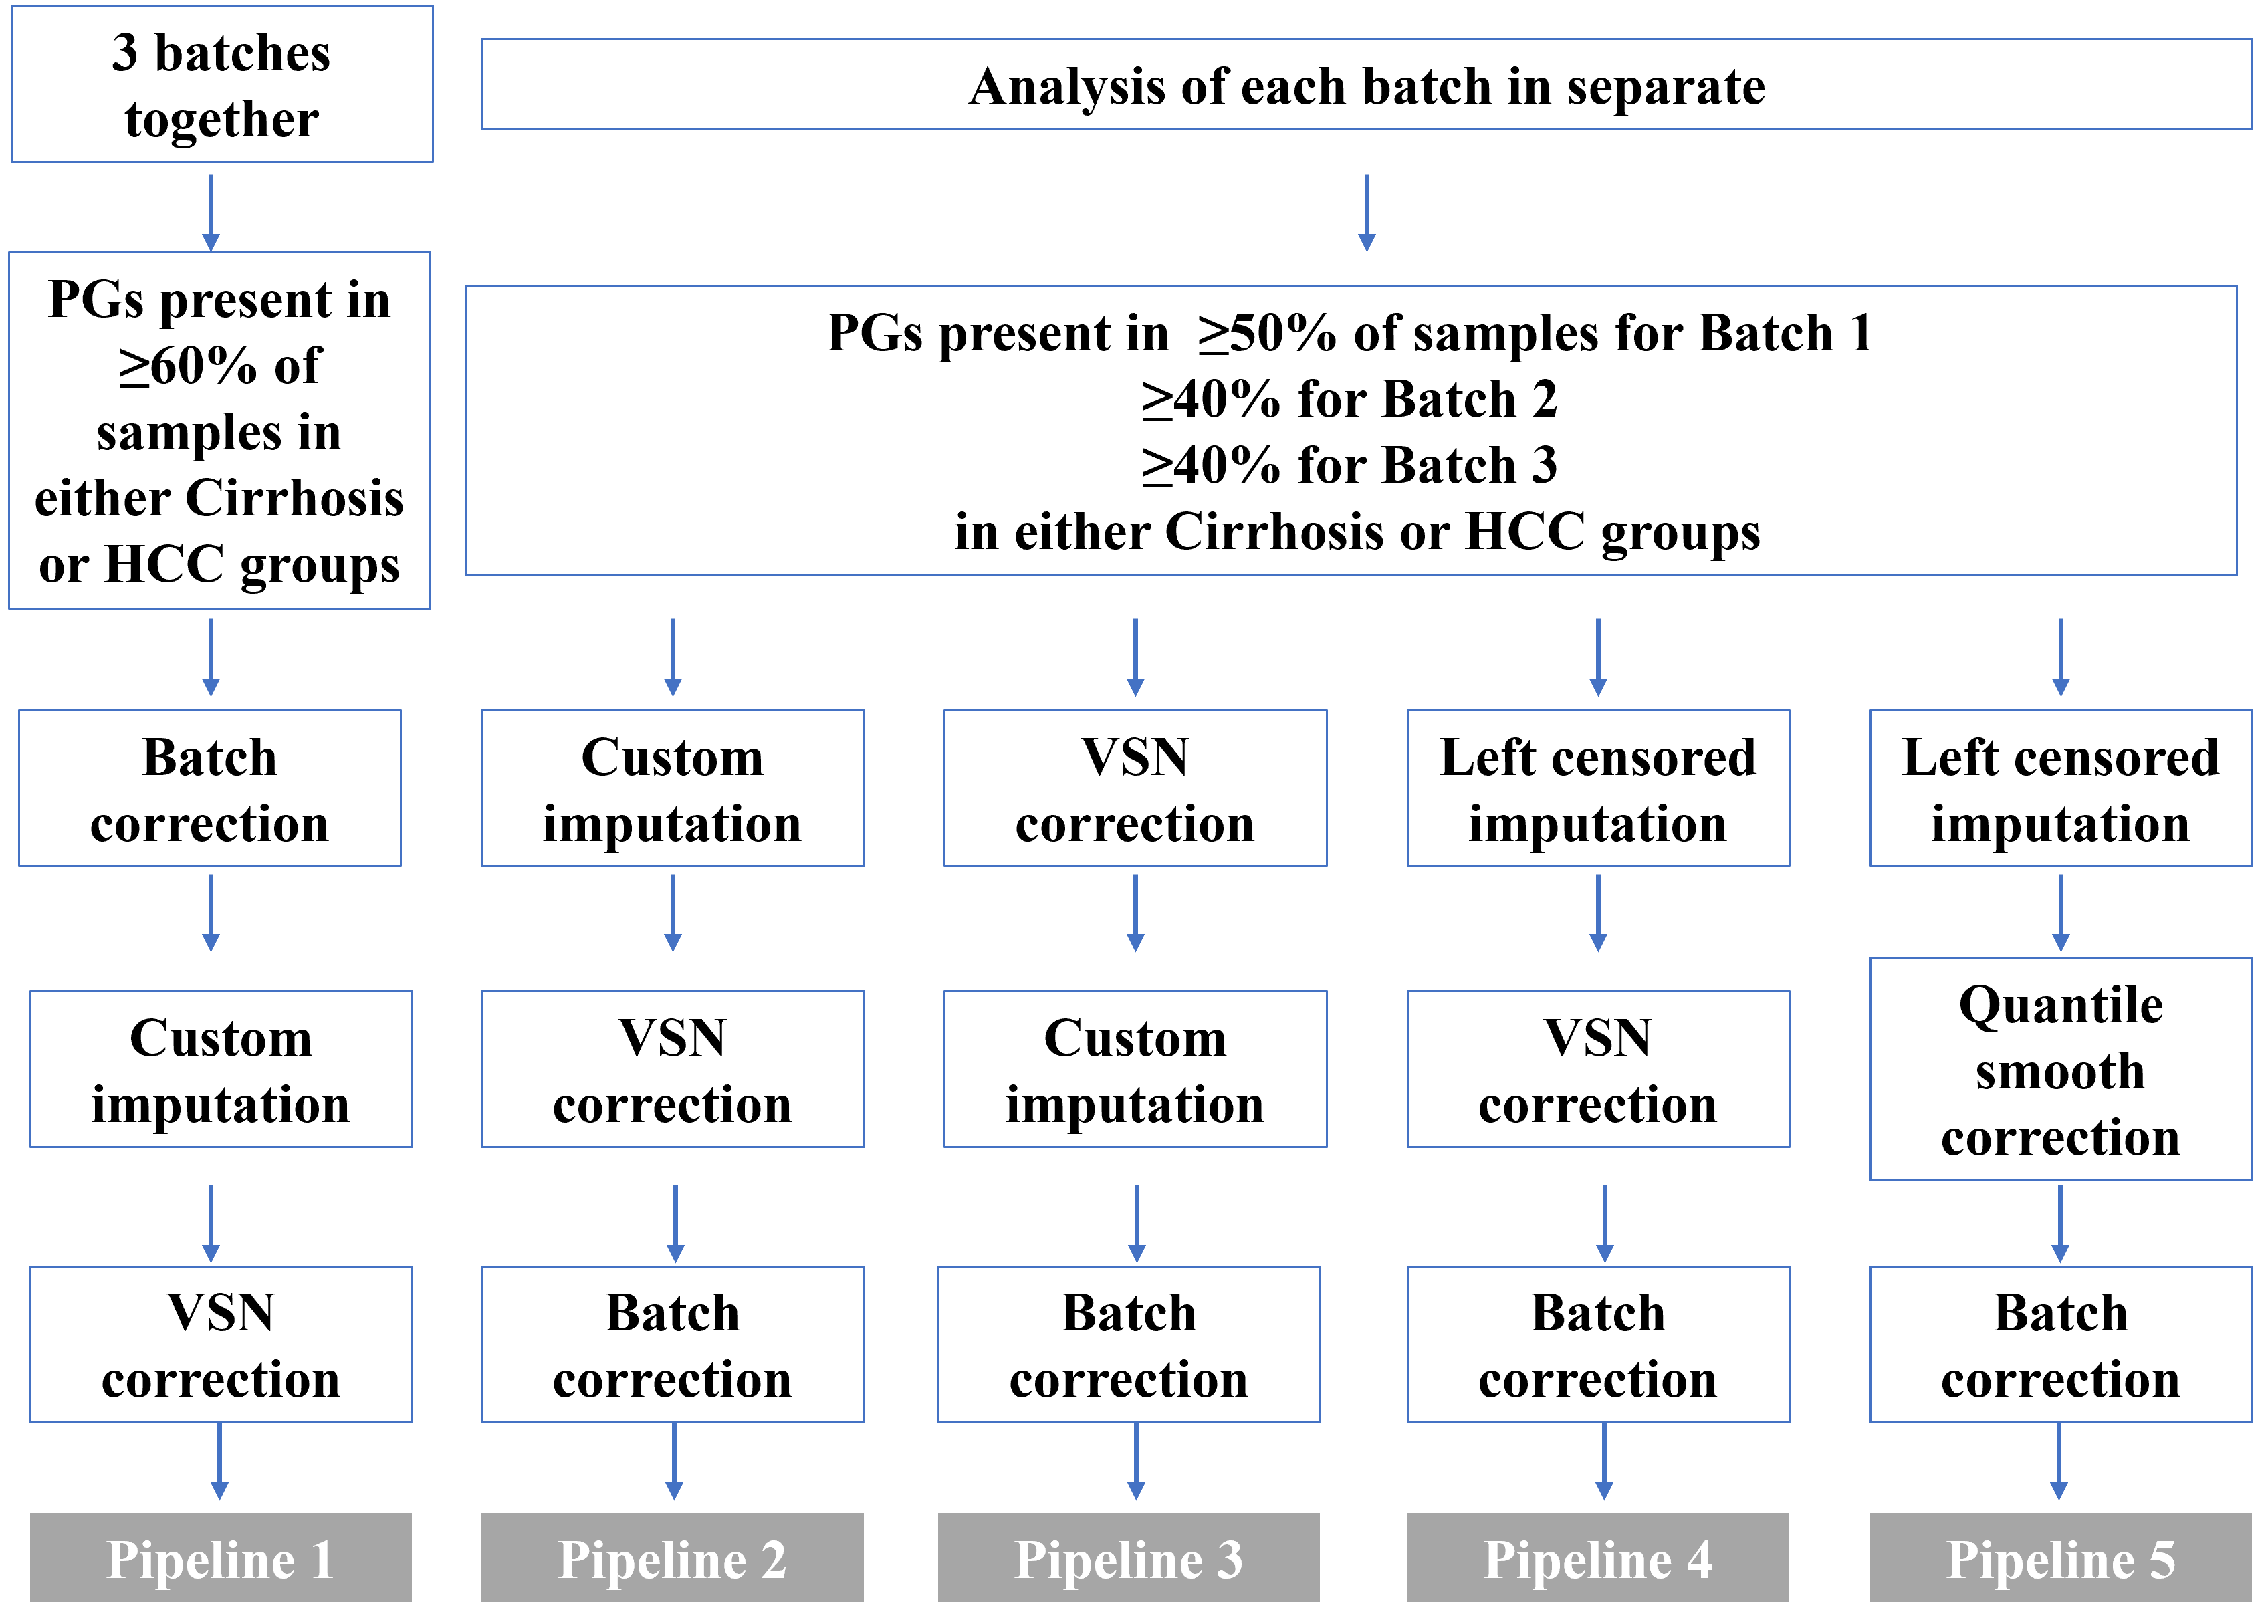 3 batches
together
Analysis of each batch in separate
PGs present in
≥60% of
samples in
either Cirrhosis
or HCC groups
PGs present in  ≥50% of samples for Batch 1
≥40% for Batch 2
≥40% for Batch 3
in either Cirrhosis or HCC groups
Batch
correction
Custom
imputation
VSN
correction
Left censored
imputation
Left censored
imputation
Custom
imputation
VSN
correction
Custom
imputation
VSN
correction
Quantile
smooth
correction
VSN
correction
Batch
correction
Batch
correction
Batch
correction
Batch
correction
Pipeline 1
Pipeline 2
Pipeline 3
Pipeline 4
Pipeline 5